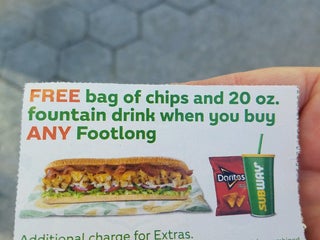 FREE bag of chips and 20 oz.
fountain drink when you buy
ANY Footlong
Doritos
SUBWAY
Additional charge for Extras.